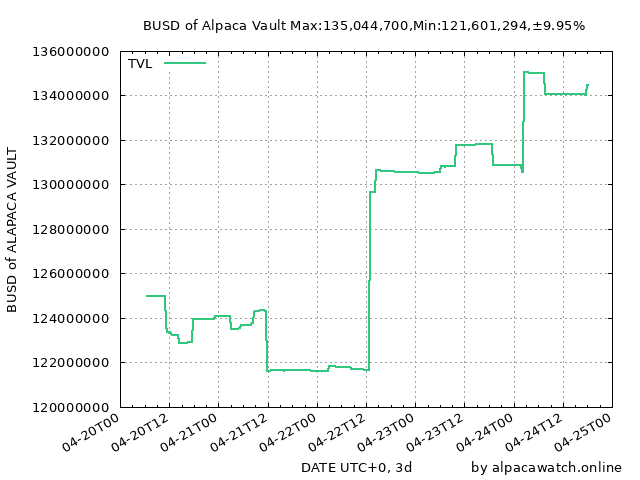 BUSD of Alpaca Vault Max:135,044,700,Min:121,601,294,±9.95%
136000000
TVL
134000000
132000000
130000000
128000000
126000000
124000000
122000000
120000000
BUSD of ALAPACA VAULT
04-20T00
04-20T12
04-21T00
04-21T12
04-22T00
04-22T12
04-23T00
04-23T12
04-24T00
04-24T12
04-25T00
DATE UTC+0, 3d
by alpacawatch.online